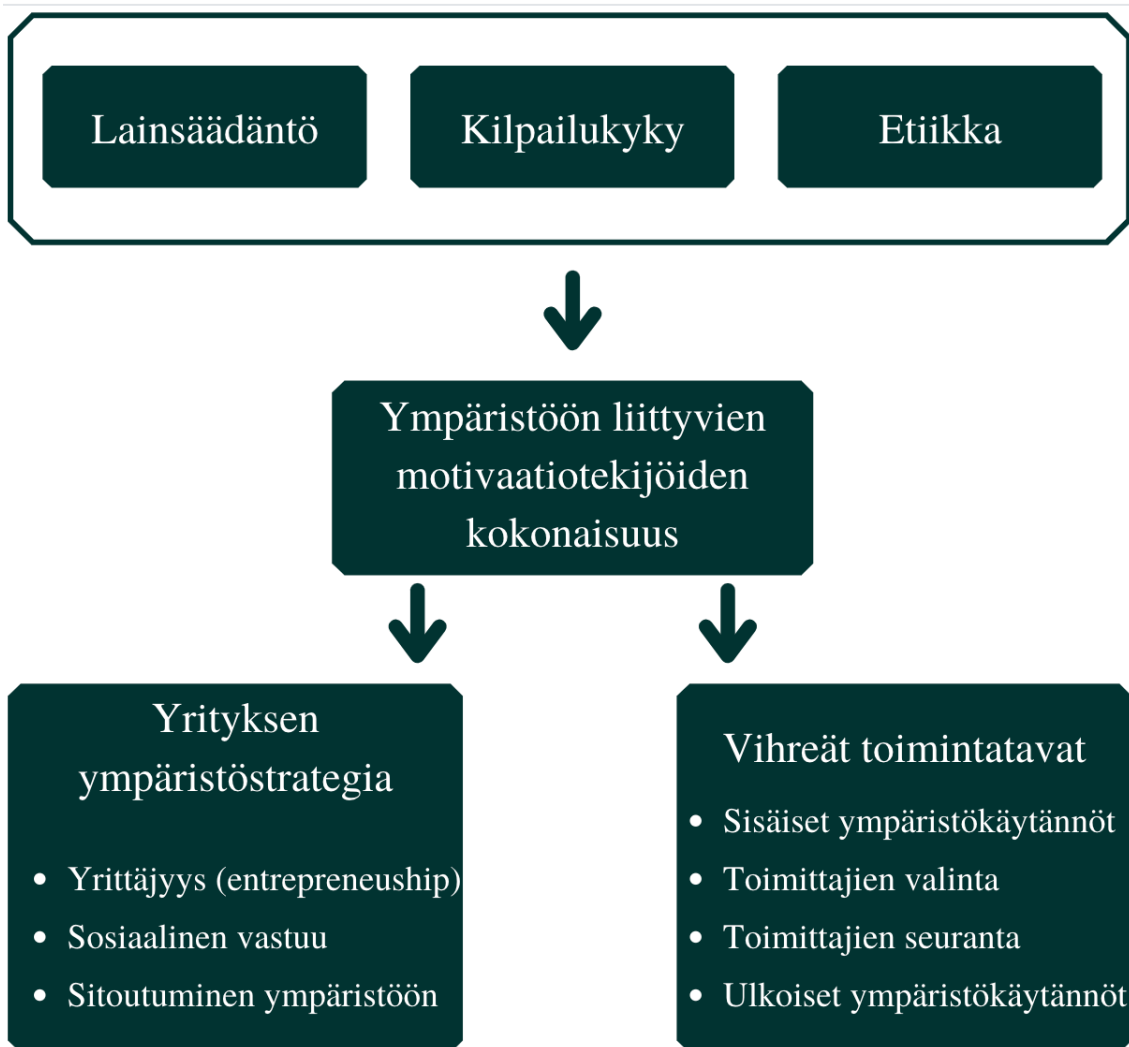 Lainsäädäntö
Kilpailukyky
Etiikka
Ympäristöön liittyvien
motivaatiotekijöiden
kokonaisuus
Yrityksen
ympäristöstrategia
• Yrittäjyys (entrepreneuship)
• Sosiaalinen vastuu
• Sitoutuminen ympäristöön
Vihreät toimintatavat
• Sisäiset ympäristökäytännöt
• Toimittajien valinta
• Toimittajien seuranta
• Ulkoiset ympäristökäytännöt